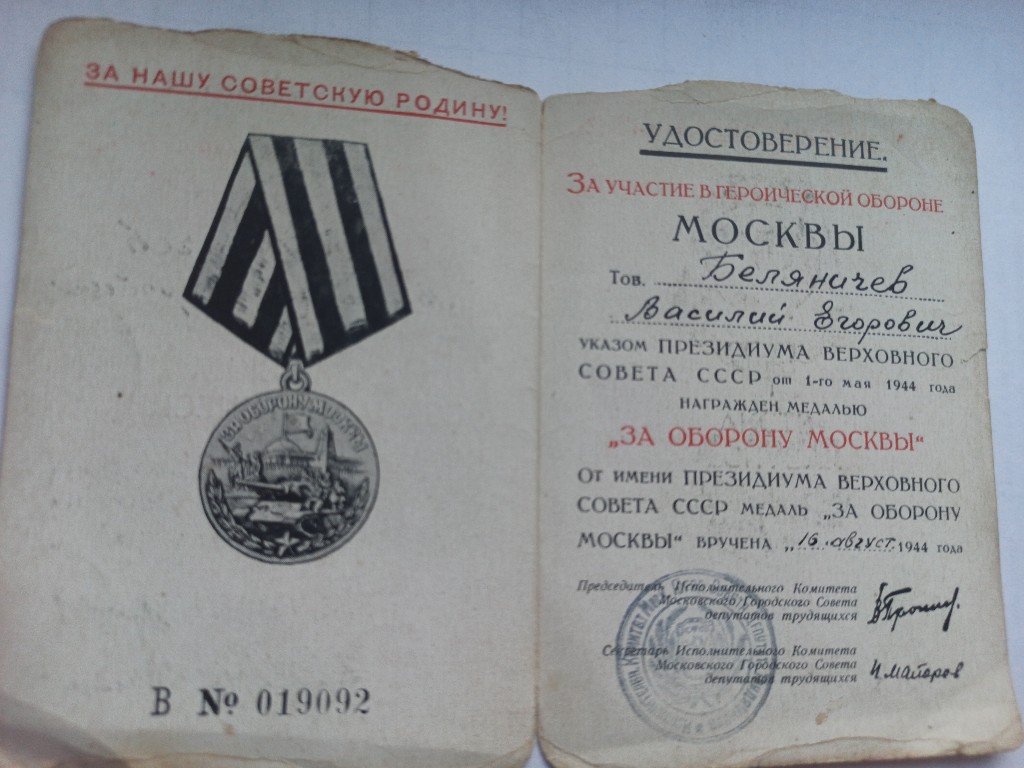 ЗА НАШУ СОВЕТСКУЮ РОДИНУ!
ЗА ОБОРОНУ МОСКВЫ
В № 019092
УДОСТОВЕРЕНИЕ.
ЗА УЧАСТИЕ В ГЕРОИЧЕСКОЙ ОБОРОНЕ
МОСКВЫ
Тов. Беляничев
Василий Егорович
УКАЗОМ ПРЕЗИДИУМА ВЕРХОВНОГО
СОВЕТА СССР от 1-го мая 1944 года
НАГРАЖДЕН МЕДАЛЬЮ
„ЗА ОБОРОНУ МОСКВЫ“
ОТ ИМЕНИ ПРЕЗИДИУМА ВЕРХОВНОГО
СОВЕТА СССР МЕДАЛЬ „ЗА ОБОРОНУ
МОСКВЫ“ ВРУЧЕНА „16 август 1944 года
Председатель Исполнительного Комитета
Московского Городского Совета
депутатов трудящихся
Секретарь Исполнительного Комитета
Московского Городского Совета
депутатов трудящихся
И. Майоров